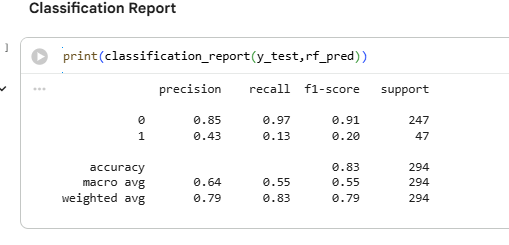 Classification Report
print(classification_report(y_test,rf_pred))
precision recall f1-score support
0 0.85 0.97 0.91 247
1 0.43 0.13 0.20 47
accuracy 0.83 294
macro avg 0.64 0.55 0.55 294
weighted avg 0.79 0.83 0.79 294